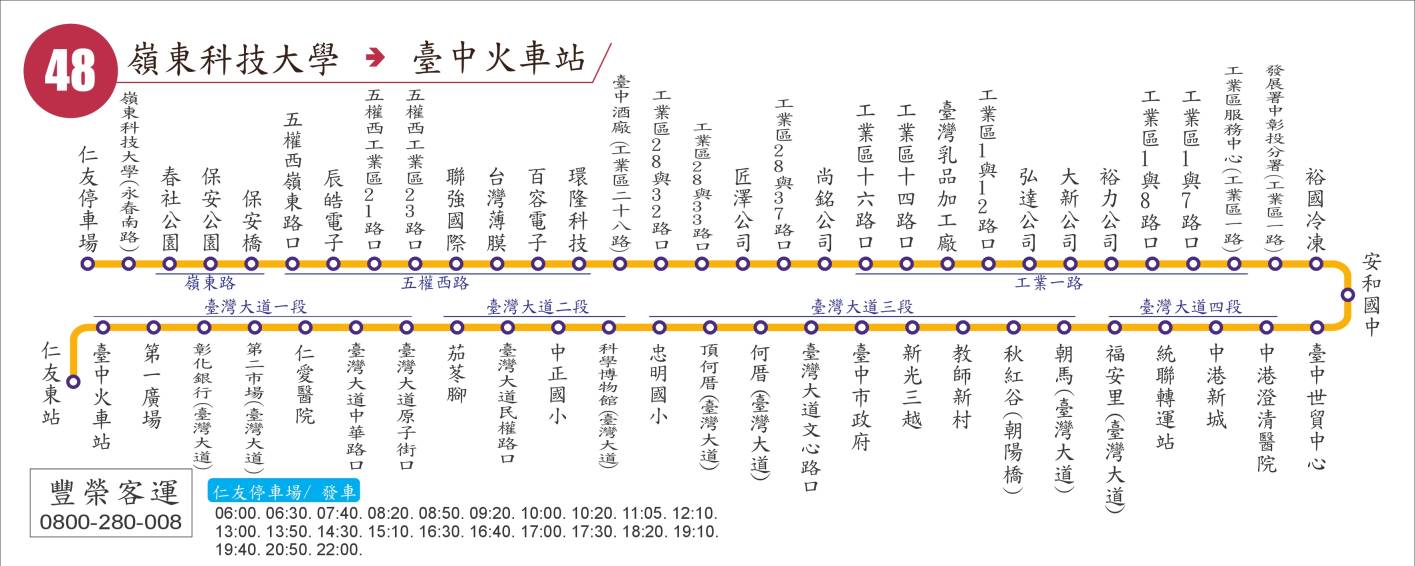 48
嶺東科技大學 ➔ 臺中火車站
仁友停車場
嶺東科技大學(永春南路)
春社公園
保安公園
保安橋
五權西嶺東路口
辰皓電子
五權西工業區21路口
五權西工業區23路口
聯強國際
台灣薄膜
百容電子
環隆科技
臺中酒廠(工業區二十八路)
工業區28與32路口
工業區28與33路口
匠澤公司
工業區28與37路口
尚銘公司
工業區十六路口
工業區十四路口
臺灣乳品加工廠
工業區1與12路口
弘達公司
大新公司
裕力公司
工業區1與8路口
工業區1與7路口
工業區服務中心(工業區一路)
發展署中彰投分署(工業區一路)
裕國冷凍
安和國中
嶺東路
五權西路
工業一路
臺灣大道一段
臺灣大道二段
臺灣大道三段
臺灣大道四段
仁友東站
臺中火車站
第一廣場
彰化銀行(臺灣大道)
第二市場(臺灣大道)
仁愛醫院
臺灣大道中華路口
臺灣大道原子街口
茄苳腳
臺灣大道民權路口
中正國小
科學博物館(臺灣大道)
忠明國小
頂何厝(臺灣大道)
何厝(臺灣大道)
臺灣大道文心路口
臺中市政府
新光三越
教師新村
秋紅谷(朝陽橋)
朝馬(臺灣大道)
福安里(臺灣大道)
統聯轉運站
中港新城
中港澄清醫院
臺中世貿中心
豐榮客運
0800-280-008
仁友停車場/ 發車
06:00. 06:30. 07:40. 08:20. 08:50. 09:20. 10:00. 10:20. 11:05. 12:10.
13:00. 13:50. 14:30. 15:10. 16:30. 16:40. 17:00. 17:30. 18:20. 19:10.
19:40. 20:50. 22:00.